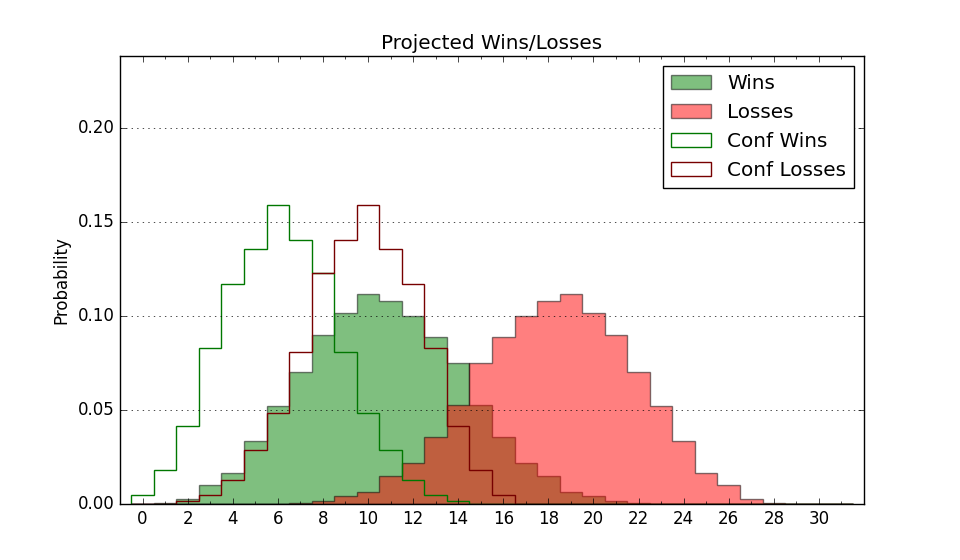 Projected Wins/Losses
Wins
Losses
Conf Wins
Conf Losses
Probability
0.20
0.15
0.10
0.05
0.00
0 2 4 6 8 10 12 14 16 18 20 22 24 26 28 30